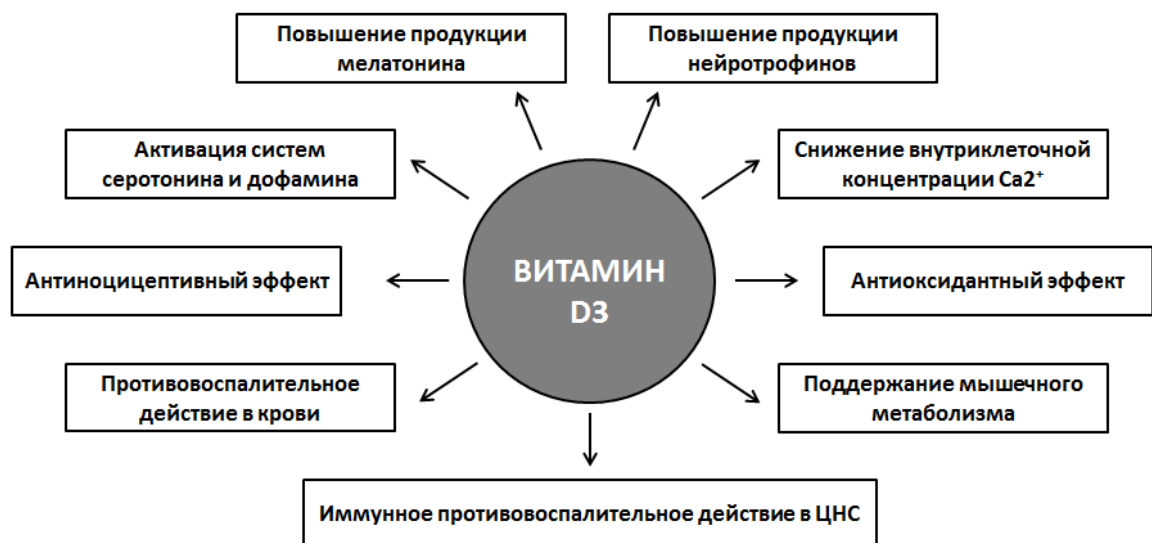 Повышение продукции
мелатонина
Повышение продукции
нейротрофинов
Активация систем
серотонина и дофамина
Снижение внутриклеточной
концентрации Ca2⁺
Антиноцицептивный эффект
ВИТАМИН
D3
Антиоксидантный эффект
Противовоспалительное
действие в крови
Поддержание мышечного
метаболизма
Иммунное противовоспалительное действие в ЦНС